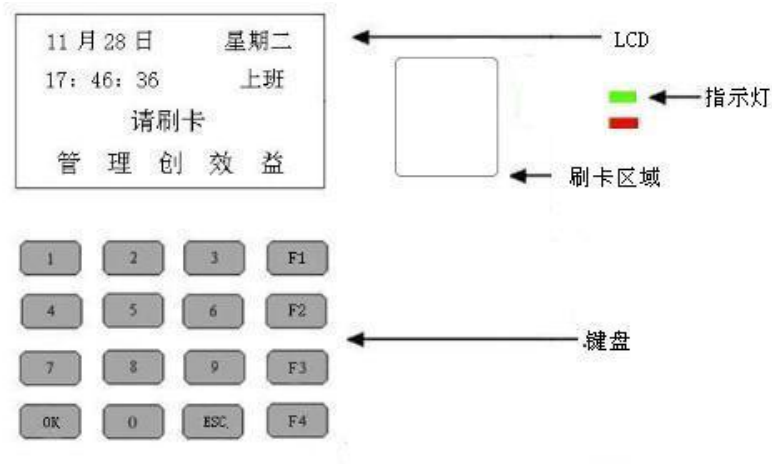 11 月 28 日 星期二
LCD
17: 46: 36 上班
指示灯
请刷卡
管 理 创 效 益
刷卡区域
1 2 3 F1
4 5 6 F2
键盘
7 8 9 F3
OK 0 ESC F4